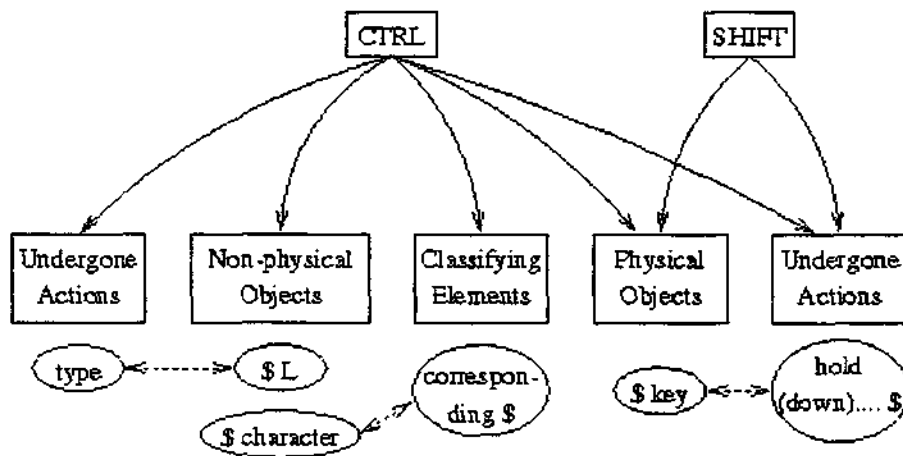 CTRL
SHIFT
Undergone
Actions
Non-physical
Objects
Classifying
Elements
Physical
Objects
Undergone
Actions
type
$ L
$ character
correspon-
ding $
$ key
hold
(down).... $